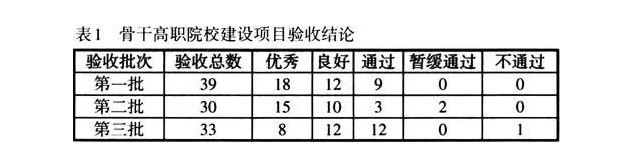 表1 骨干高职院校建设项目验收结论
验收批次 验收总数 优秀 良好 通过 暂缓通过 不通过
第一批 39 18 12 9 0 0
第二批 30 15 10 3 2 0
第三批 33 8 12 12 0 1